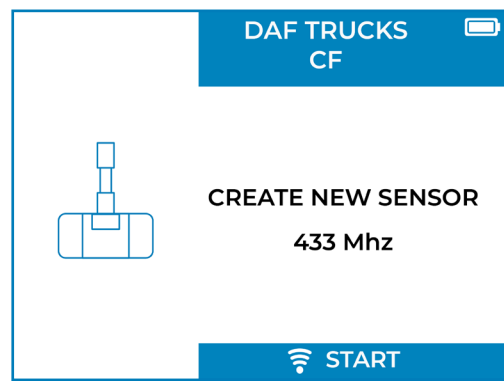 DAF TRUCKS
CF
CREATE NEW SENSOR
433 Mhz
START